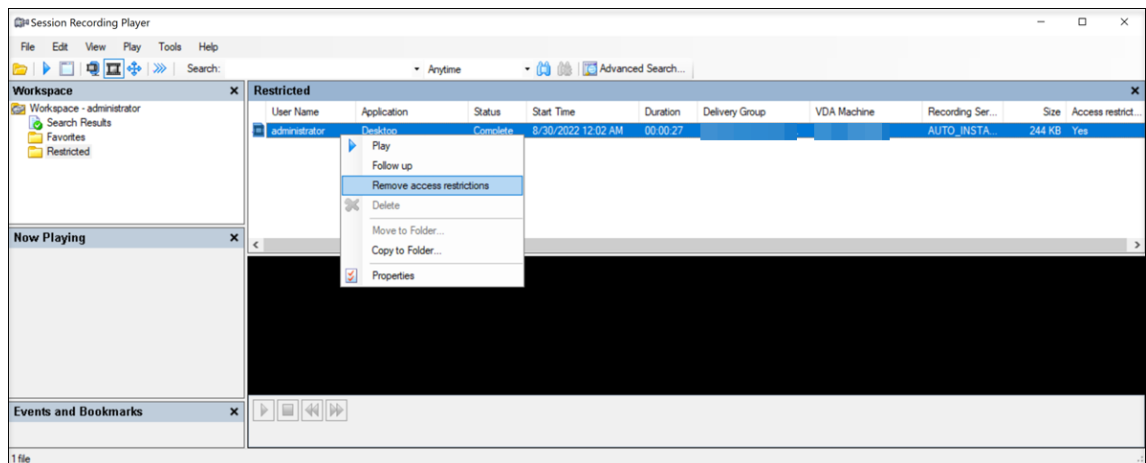 Session Recording Player
File Edit View Play Tools Help
Search: Anytime Advanced Search...
Workspace
Workspace - administrator
Search Results
Favorites
Restricted
Restricted
User Name Application Status Start Time Duration Delivery Group VDA Machine Recording Ser... Size Access restrict...
administrator Desktop Complete 8/30/2022 12:02 AM 00:00:27 AUTO_INSTA... 244 KB Yes
Play
Follow up
Remove access restrictions
Delete
Move to Folder...
Copy to Folder...
Properties
Now Playing
Events and Bookmarks
1 file